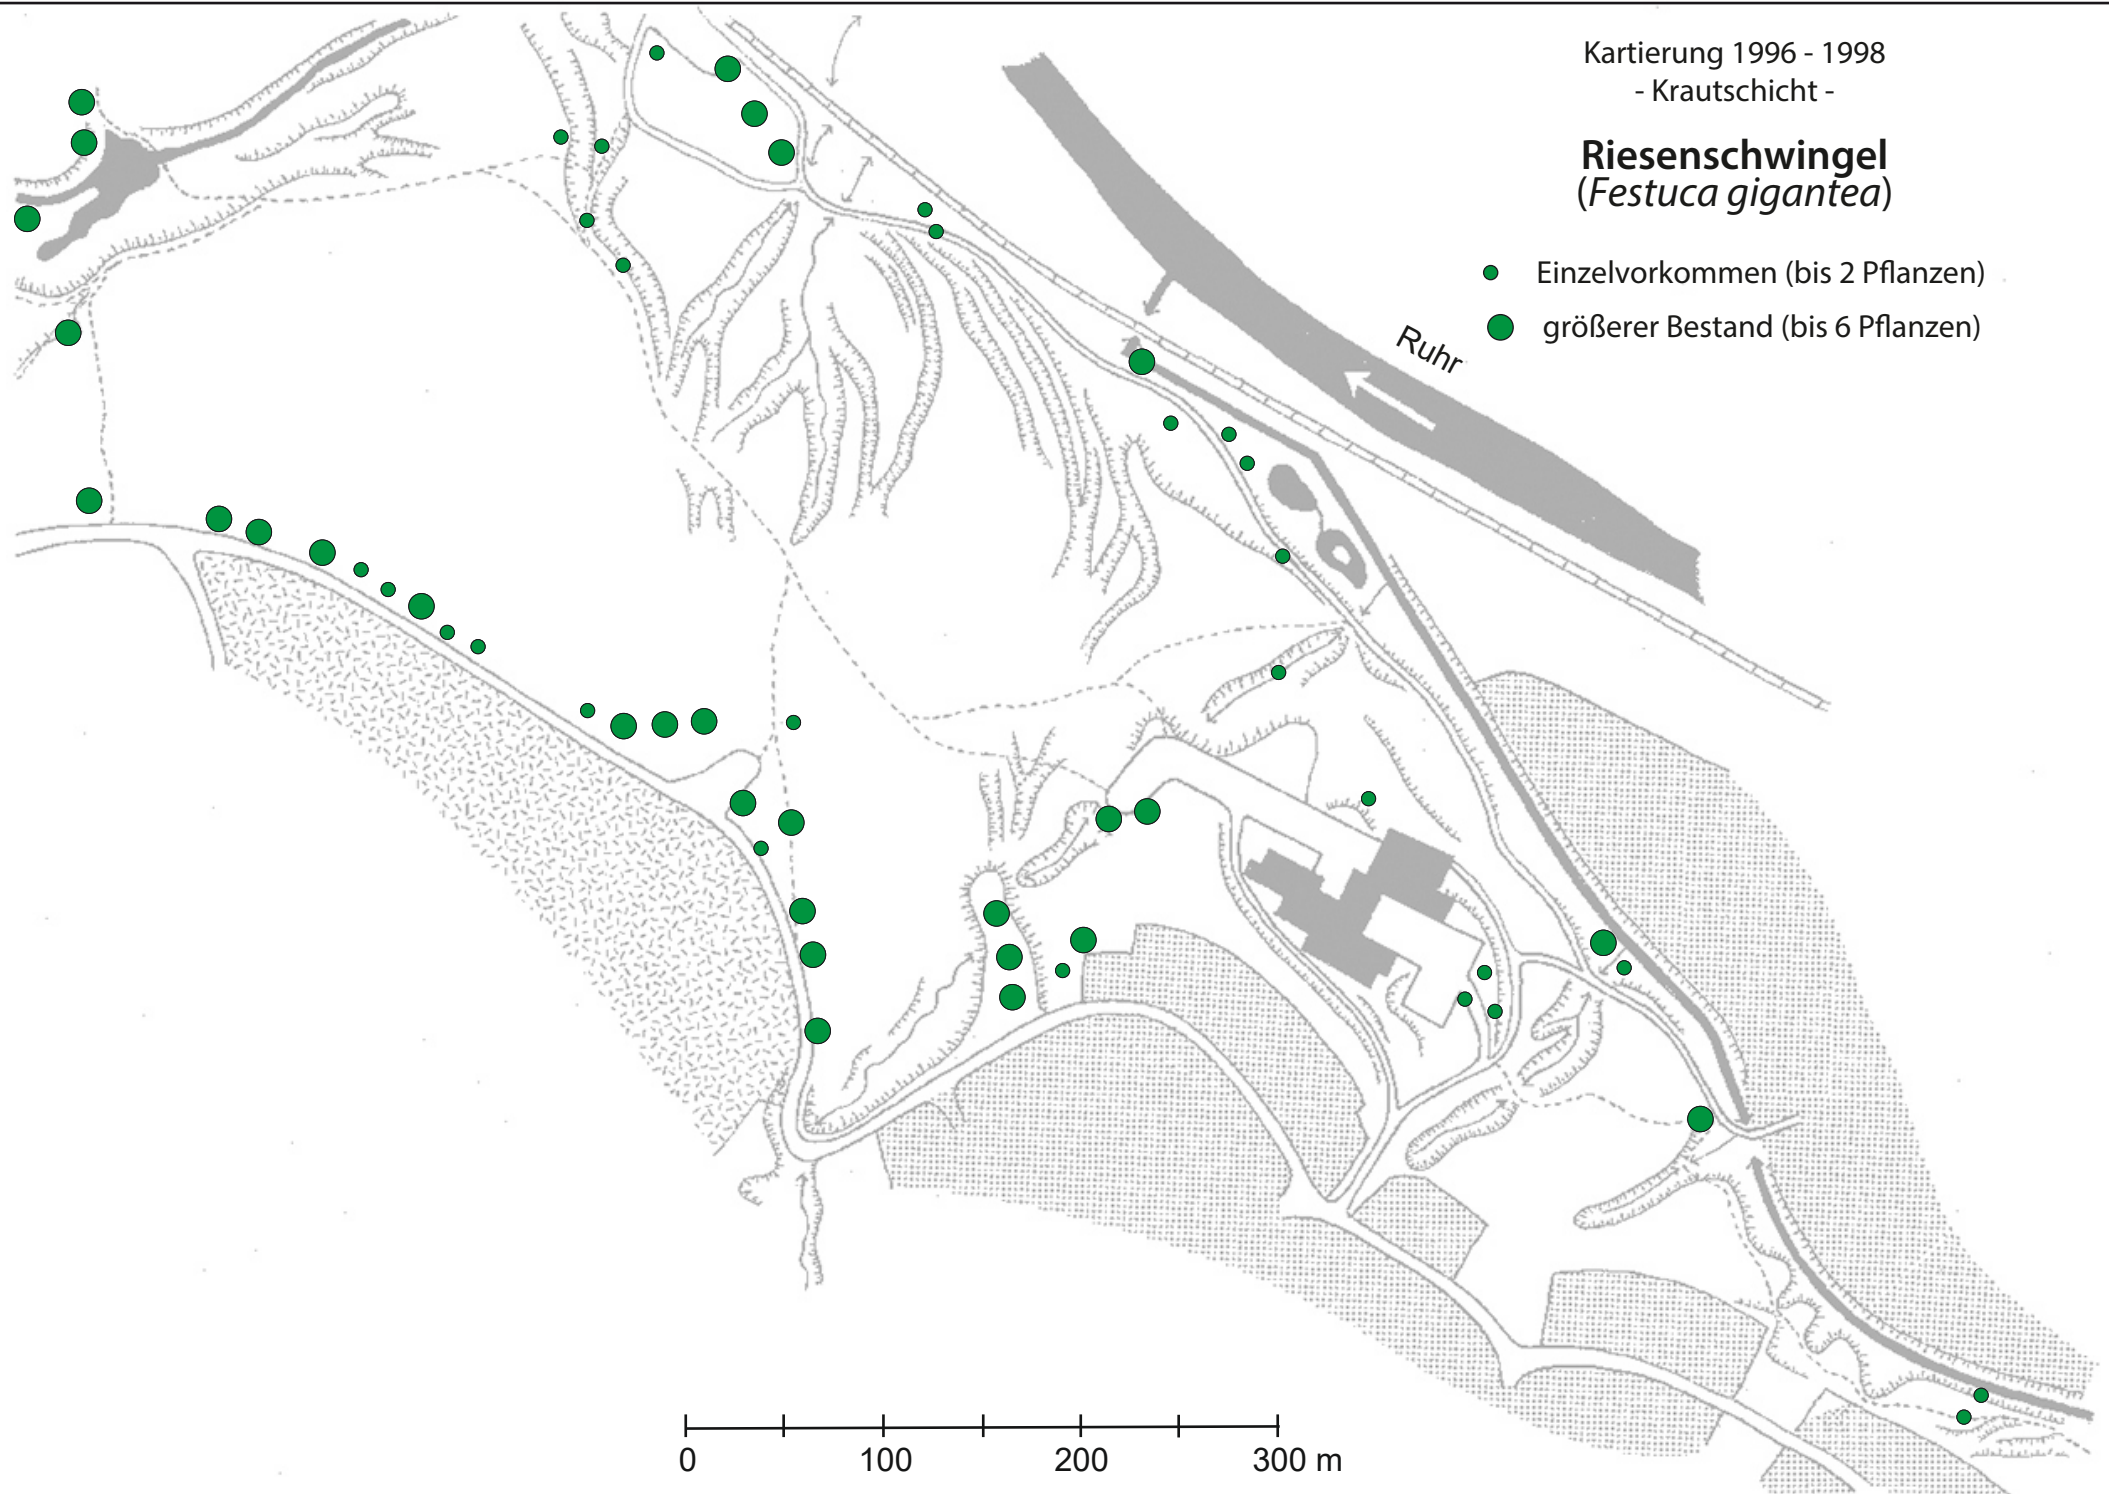 Kartierung 1996 - 1998
- Krautschicht -
Riesenschwingel
(Festuca gigantea)
Einzelvorkommen (bis 2 Pflanzen)
größerer Bestand (bis 6 Pflanzen)
Ruhr
0 100 200 300 m